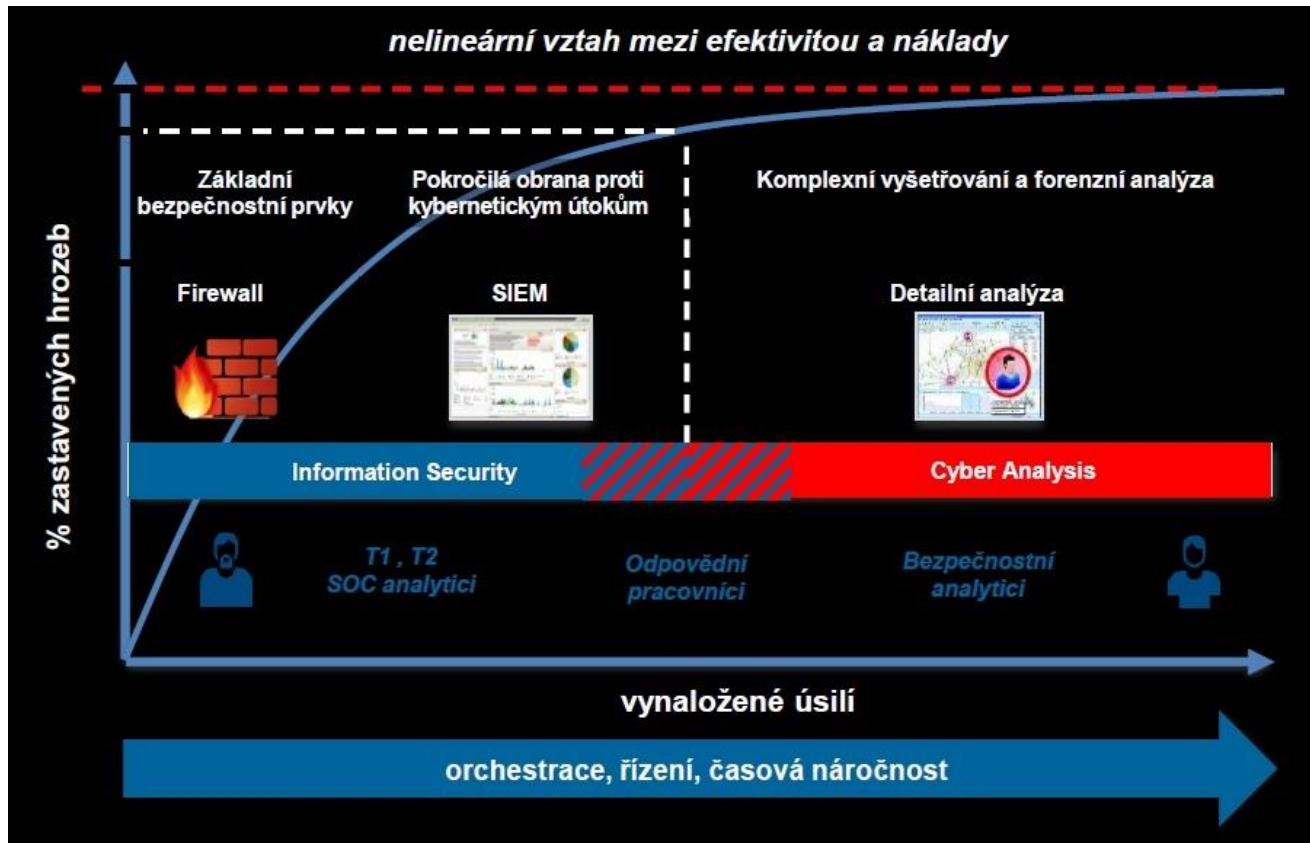 nelineární vztah mezi efektivitou a náklady
Základní
bezpečnostní prvky
Pokročilá obrana proti
kybernetickým útokům
Komplexní vyšetřování a forenzní analýza
% zastavených hrozeb
Firewall
SIEM
Detailní analýza
Information Security
Cyber Analysis
T1 , T2
SOC analytici
Odpovědní
pracovníci
Bezpečnostní
analytici
vynaložené úsilí
orchestrace, řízení, časová náročnost